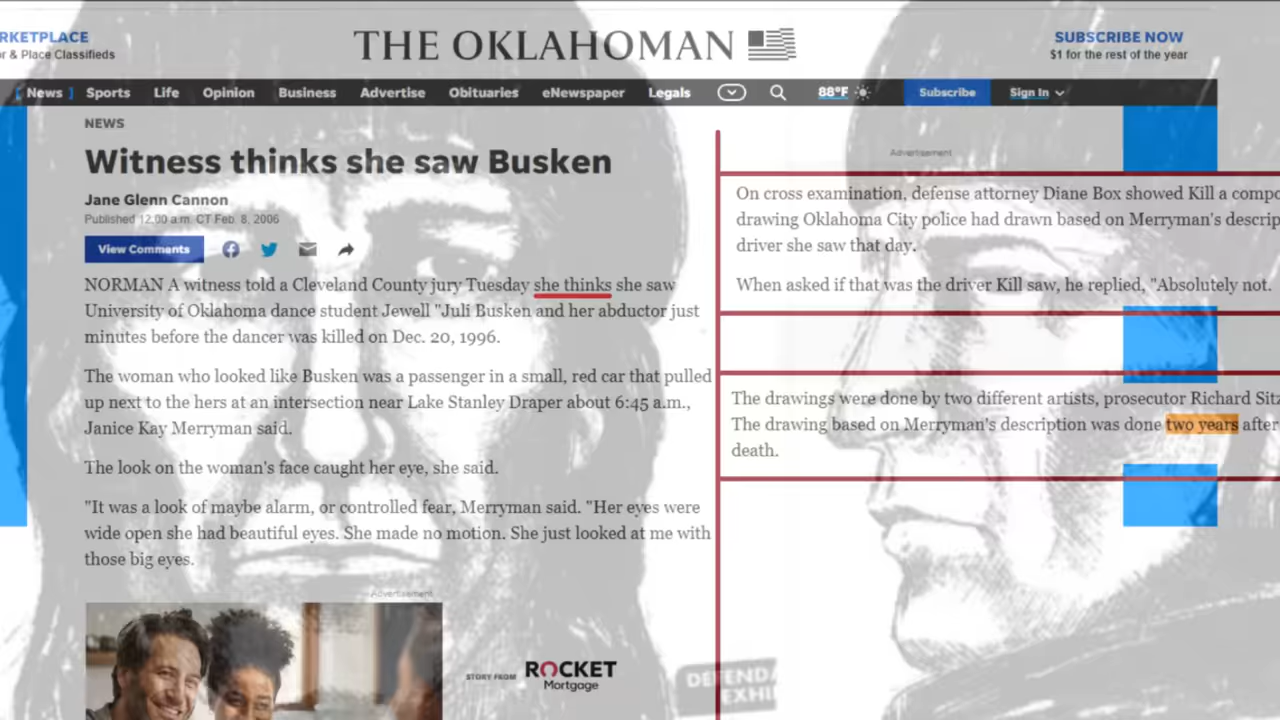 RKETPLACE
r & Place Classifieds
THE OKLAHOMAN
SUBSCRIBE NOW
$1 for the rest of the year
[ News ] Sports Life Opinion Business Advertise Obituaries eNewspaper Legals 88°F Subscribe Sign In
NEWS
Witness thinks she saw Busken
Jane Glenn Cannon
Published 12:00 a.m. CT Feb. 8, 2006
View Comments
NORMAN A witness told a Cleveland County jury Tuesday she thinks she saw
University of Oklahoma dance student Jewell "Juli Busken and her abductor just
minutes before the dancer was killed on Dec. 20, 1996.
The woman who looked like Busken was a passenger in a small, red car that pulled
up next to the hers at an intersection near Lake Stanley Draper about 6:45 a.m.,
Janice Kay Merryman said.
The look on the woman's face caught her eye, she said.
"It was a look of maybe alarm, or controlled fear, Merryman said. "Her eyes were
wide open she had beautiful eyes. She made no motion. She just looked at me with
those big eyes.
Advertisement
STORY FROM ROCKET
Mortgage
Advertisement
On cross examination, defense attorney Diane Box showed Kill a compo
drawing Oklahoma City police had drawn based on Merryman's descrip
driver she saw that day.
When asked if that was the driver Kill saw, he replied, "Absolutely not.
The drawings were done by two different artists, prosecutor Richard Sitz
The drawing based on Merryman's description was done two years after
death.
DEFENDA
EXHI